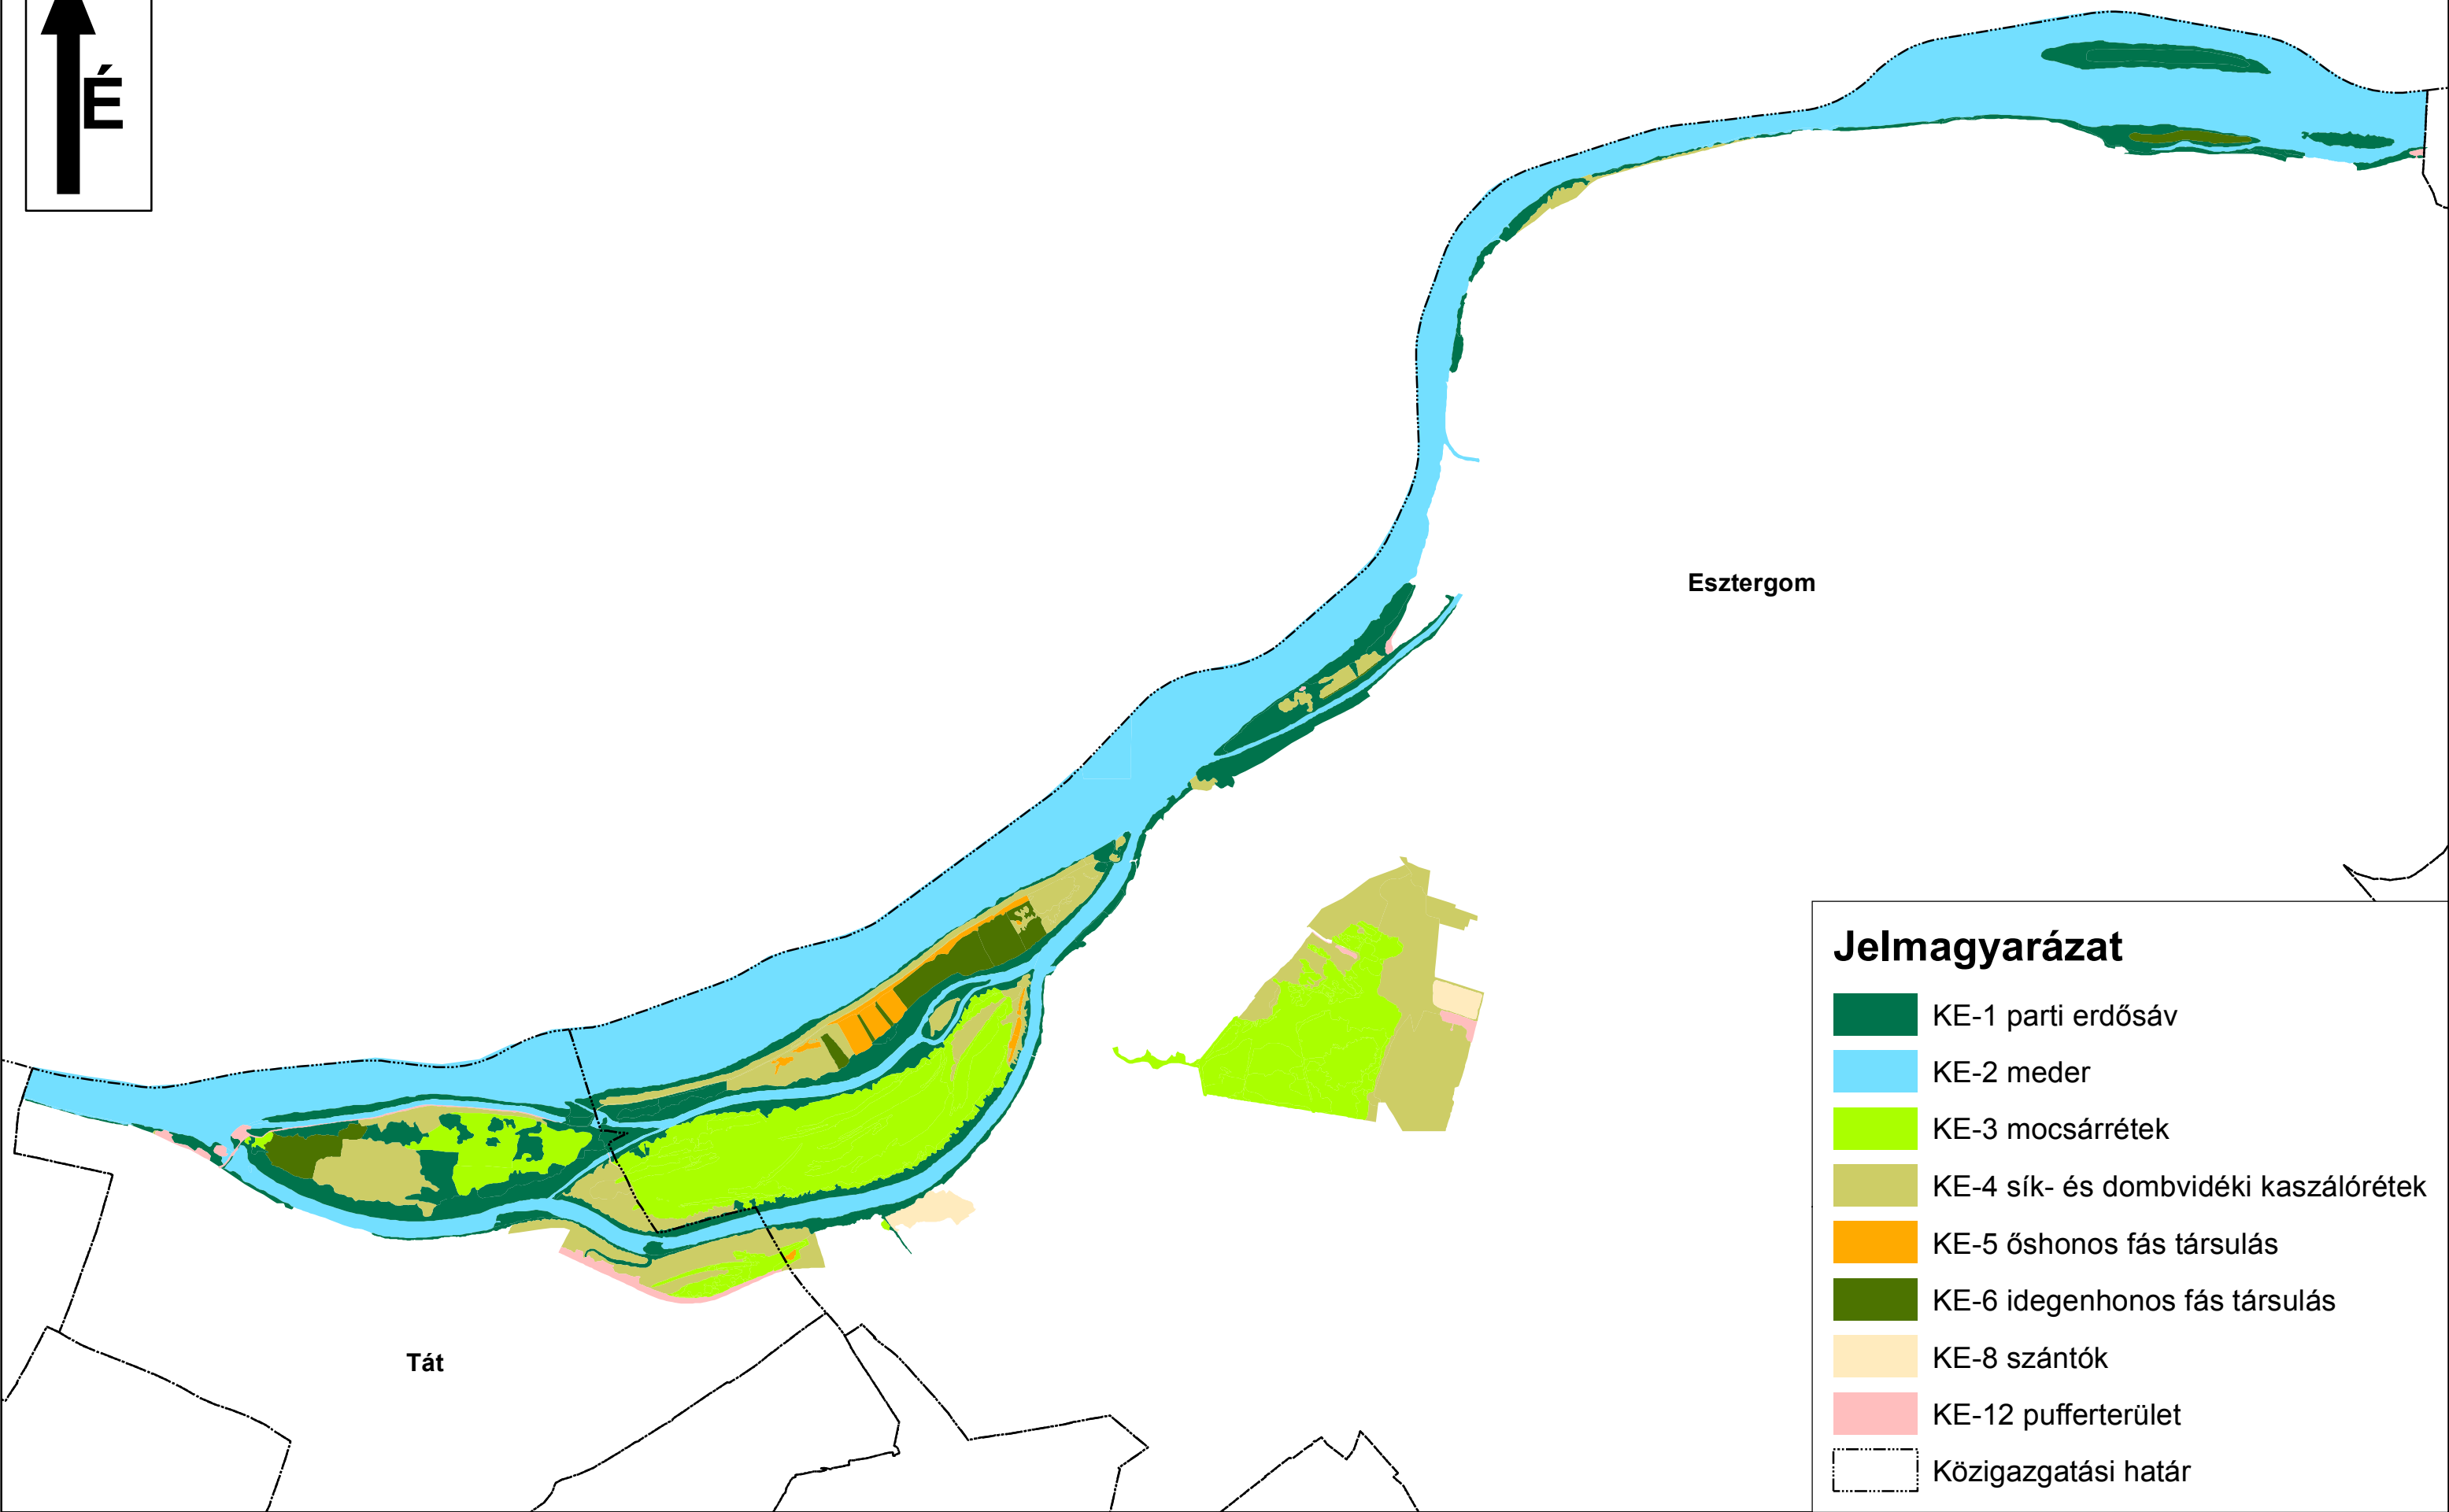 É
Esztergom
Tát
Jelmagyarázat
KE-1 parti erdősáv
KE-2 meder
KE-3 mocsárrétek
KE-4 sík- és dombvidéki kaszálórétek
KE-5 őshonos fás társulás
KE-6 idegenhonos fás társulás
KE-8 szántók
KE-12 pufferterület
Közigazgatási határ